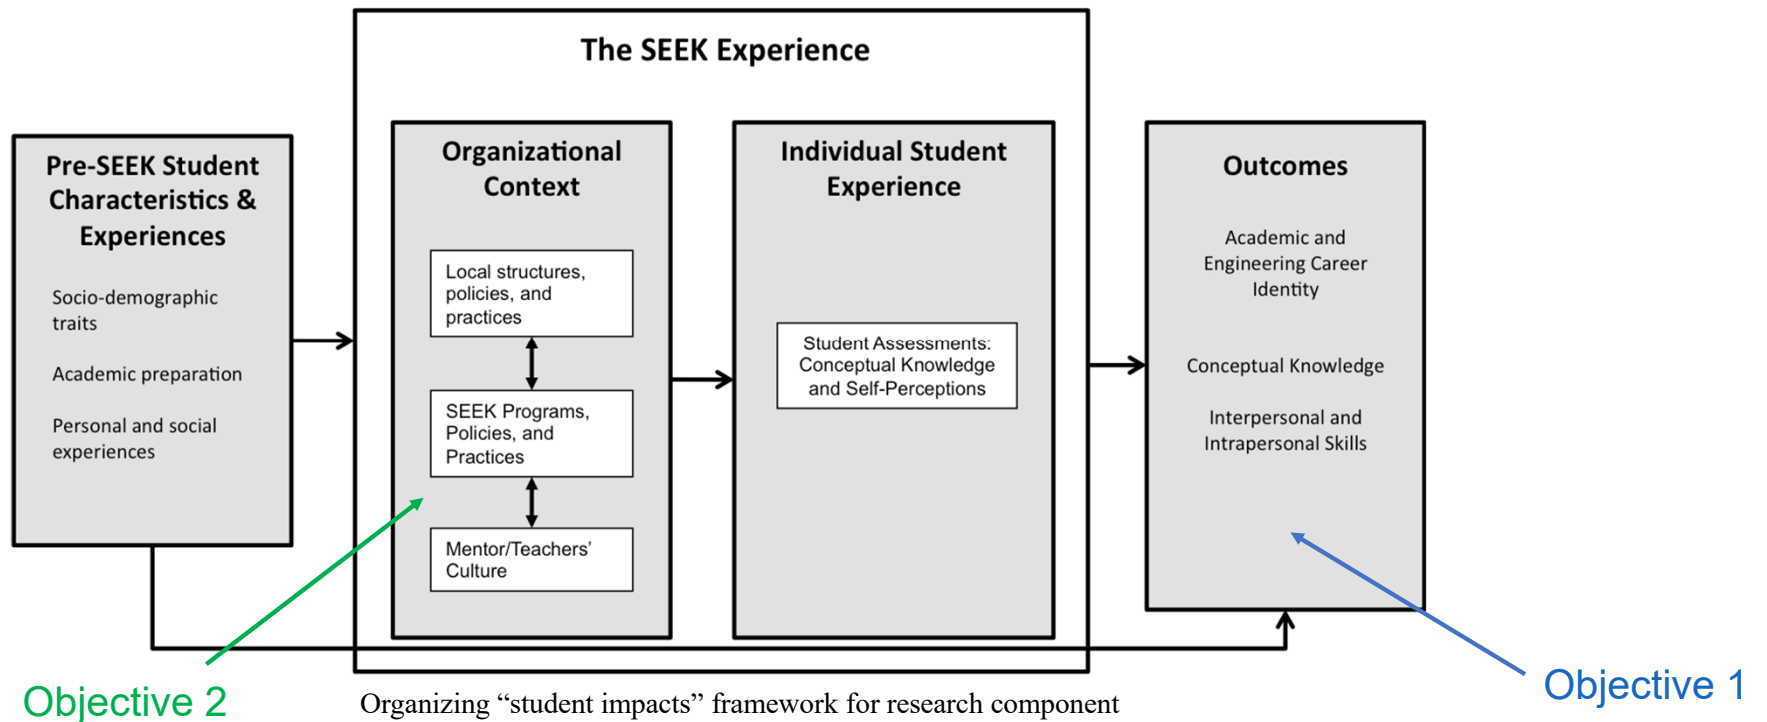 The SEEK Experience
Pre-SEEK Student
Characteristics &
Experiences
Socio-demographic
traits
Academic preparation
Personal and social
experiences
Organizational
Context
Local structures,
policies, and
practices
SEEK Programs,
Policies, and
Practices
Mentor/Teachers’
Culture
Individual Student
Experience
Student Assessments:
Conceptual Knowledge
and Self-Perceptions
Outcomes
Academic and
Engineering Career
Identity
Conceptual Knowledge
Interpersonal and
Intrapersonal Skills
Objective 2
Organizing “student impacts” framework for research component
Objective 1